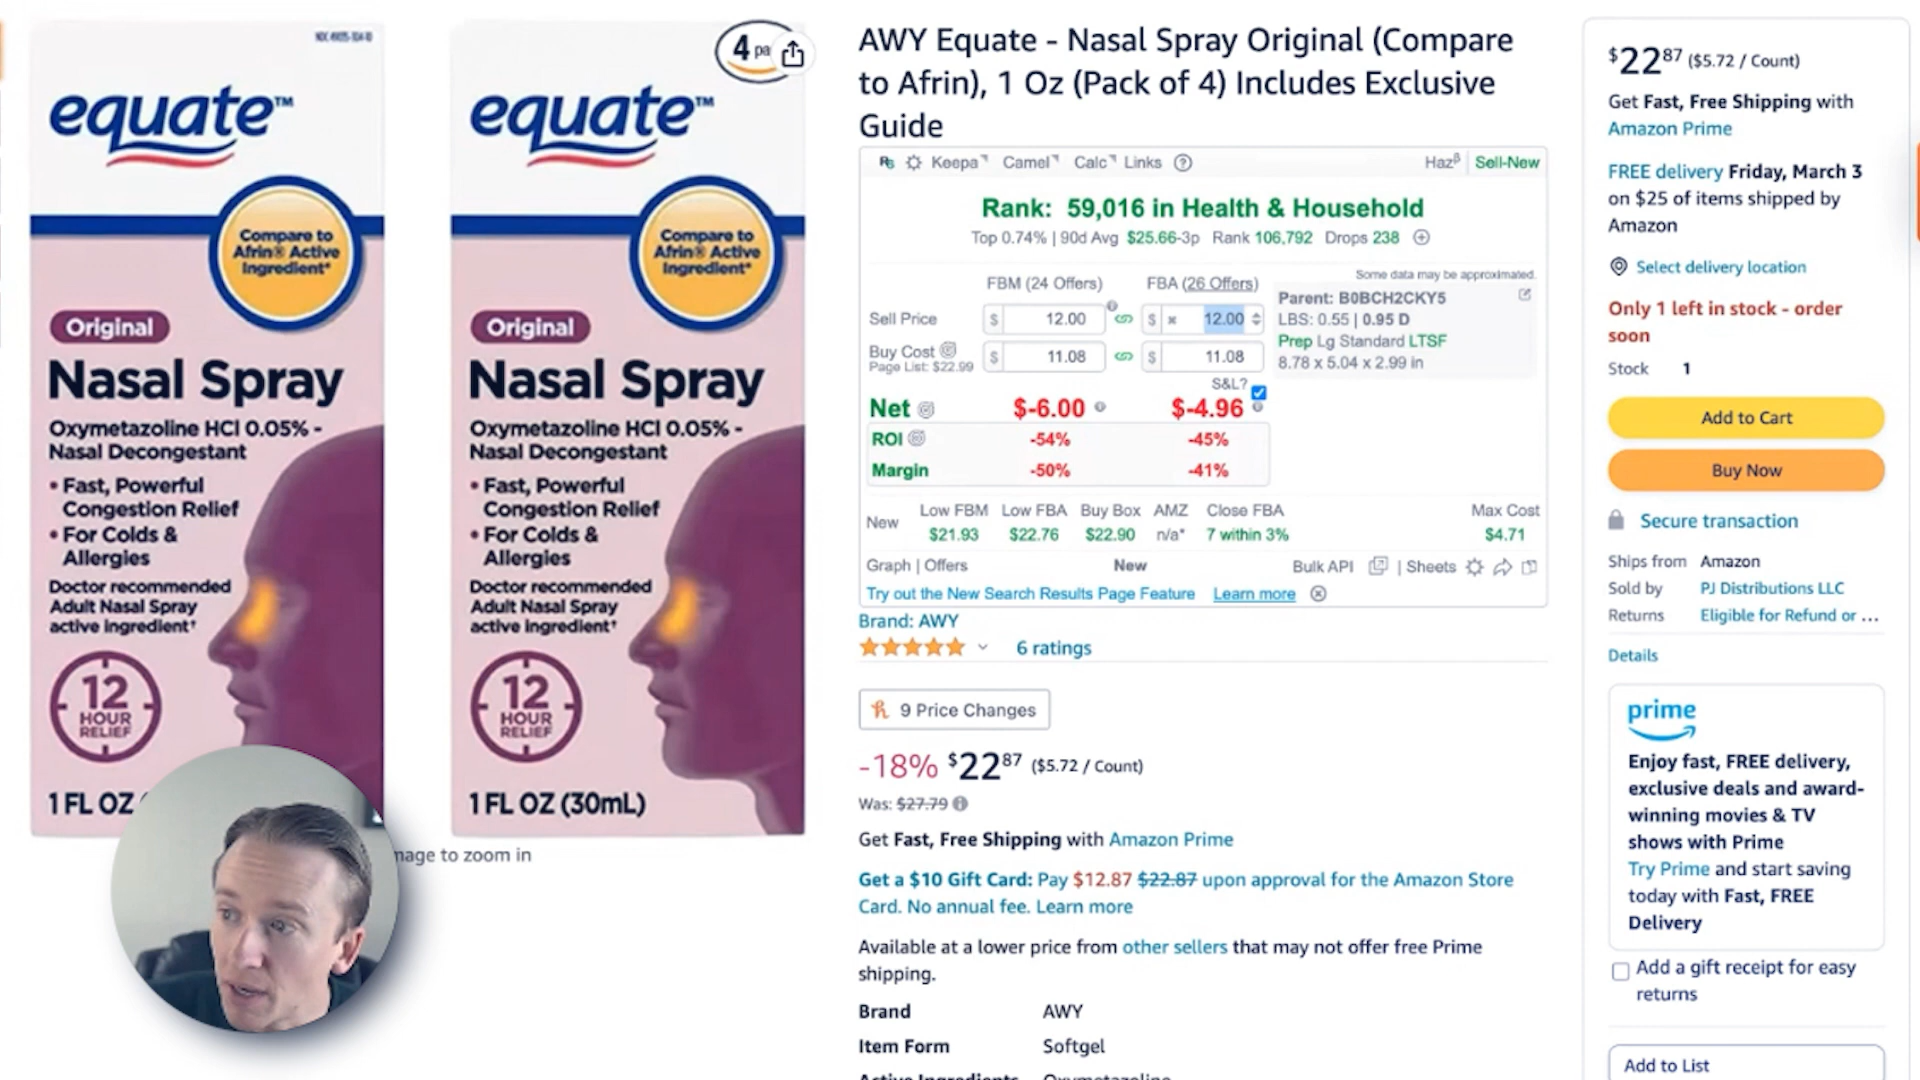 NDC 49035-934-10
equate™
Compare to
Afrin® Active
Ingredient*
Original
Nasal Spray
Oxymetazoline HCl 0.05% -
Nasal Decongestant
• Fast, Powerful
Congestion Relief
• For Colds &
Allergies
Doctor recommended
Adult Nasal Spray
active ingredient†
12
HOUR
RELIEF
1 FL OZ
4 pa
equate™
Compare to
Afrin® Active
Ingredient*
Original
Nasal Spray
Oxymetazoline HCl 0.05% -
Nasal Decongestant
• Fast, Powerful
Congestion Relief
• For Colds &
Allergies
Doctor recommended
Adult Nasal Spray
active ingredient†
12
HOUR
RELIEF
1 FL OZ (30mL)
mage to zoom in
AWY Equate - Nasal Spray Original (Compare
to Afrin), 1 Oz (Pack of 4) Includes Exclusive
Guide
RS Keepa Camel Calc Links ? Hazβ Sell-New
Rank: 59,016 in Health & Household
Top 0.74% | 90d Avg $25.66-3p Rank 106,792 Drops 238
Some data may be approximated.
FBM (24 Offers) FBA (26 Offers)
Sell Price $ 12.00 $ 12.00
Buy Cost $ 11.08 $ 11.08
Page List: $22.99
Parent: B0BCH2CKY5
LBS: 0.55 | 0.95 D
Prep Lg Standard LTSF
8.78 x 5.04 x 2.99 in
S&L?
Net $-6.00 $-4.96
ROI -54% -45%
Margin -50% -41%
Low FBM Low FBA Buy Box AMZ Close FBA Max Cost
New $21.93 $22.76 $22.90 n/a* 7 within 3% $4.71
Graph | Offers New Bulk API | Sheets
Try out the New Search Results Page Feature Learn more
Brand: AWY
6 ratings
9 Price Changes
-18% $22 87 ($5.72 / Count)
Was: $27.79
Get Fast, Free Shipping with Amazon Prime
Get a $10 Gift Card: Pay $12.87 $22.87 upon approval for the Amazon Store
Card. No annual fee. Learn more
Available at a lower price from other sellers that may not offer free Prime
shipping.
Brand AWY
Item Form Softgel
Active Ingredients Oxymetazoline
$22 87 ($5.72 / Count)
Get Fast, Free Shipping with
Amazon Prime
FREE delivery Friday, March 3
on $25 of items shipped by
Amazon
Select delivery location
Only 1 left in stock - order
soon
Stock 1
Add to Cart
Buy Now
Secure transaction
Ships from Amazon
Sold by PJ Distributions LLC
Returns Eligible for Refund or ...
Details
prime
Enjoy fast, FREE delivery,
exclusive deals and award-
winning movies & TV
shows with Prime
Try Prime and start saving
today with Fast, FREE
Delivery
Add a gift receipt for easy
returns
Add to List